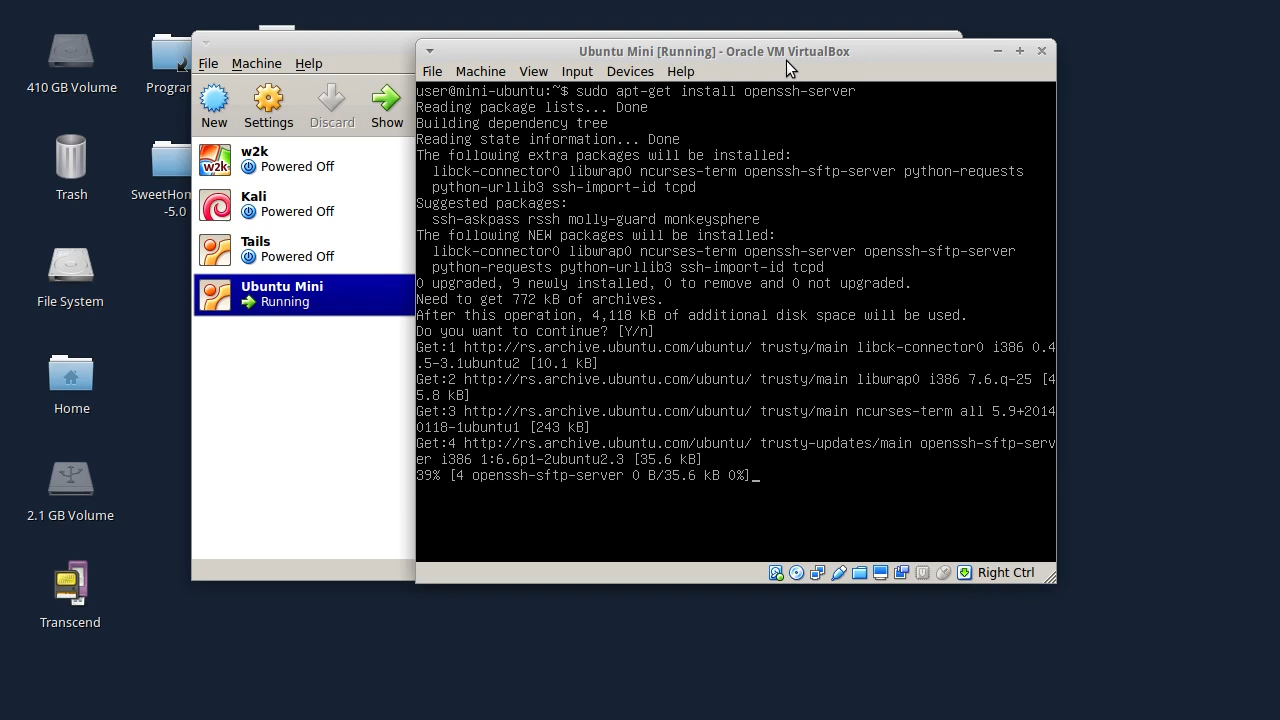 410 GB Volume
Trash
File System
Home
2.1 GB Volume
Transcend
Progran
SweetHom
-5.0
File Machine Help
New Settings Discard Show
w2k
w2k
Powered Off
Kali
Powered Off
Tails
Powered Off
Ubuntu Mini
Running
Ubuntu Mini [Running] - Oracle VM VirtualBox
File Machine View Input Devices Help
user@mini-ubuntu:~$ sudo apt-get install openssh-server
Reading package lists... Done
Building dependency tree
Reading state information... Done
The following extra packages will be installed:
libck-connector0 libwrap0 ncurses-term openssh-sftp-server python-requests
python-urllib3 ssh-import-id tcpd
Suggested packages:
ssh-askpass rssh molly-guard monkeysphere
The following NEW packages will be installed:
libck-connector0 libwrap0 ncurses-term openssh-server openssh-sftp-server
python-requests python-urllib3 ssh-import-id tcpd
0 upgraded, 9 newly installed, 0 to remove and 0 not upgraded.
Need to get 772 kB of archives.
After this operation, 4,118 kB of additional disk space will be used.
Do you want to continue? [Y/n]
Get:1 http://rs.archive.ubuntu.com/ubuntu/ trusty/main libck-connector0 i386 0.4
.5-3.1ubuntu2 [10.1 kB]
Get:2 http://rs.archive.ubuntu.com/ubuntu/ trusty/main libwrap0 i386 7.6.q-25 [4
5.8 kB]
Get:3 http://rs.archive.ubuntu.com/ubuntu/ trusty/main ncurses-term all 5.9+2014
0118-1ubuntu1 [243 kB]
Get:4 http://rs.archive.ubuntu.com/ubuntu/ trusty-updates/main openssh-sftp-serv
er i386 1:6.6p1-2ubuntu2.3 [35.6 kB]
39% [4 openssh-sftp-server 0 B/35.6 kB 0%]_
Right Ctrl